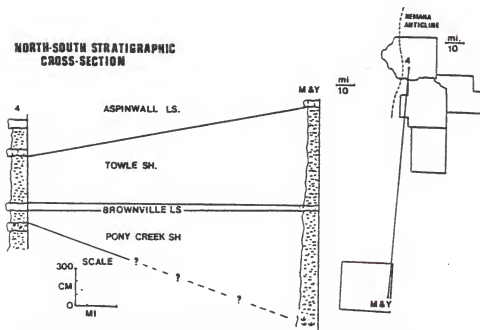 NORTH-SOUTH STRATIGRAPHIC
CROSS-SECTION
4
ASPINWALL LS.
M & Y
TOWLE SH.
BROWNVILLE LS
PONY CREEK SH
SCALE
300
CM
0
MI
?
?
?
NEMAHA
ANTICLINE
mi.
10
mi
10
4
M & Y